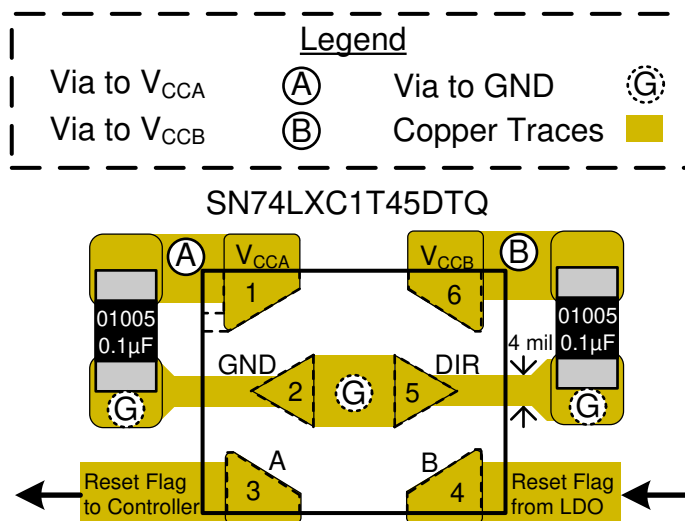 Legend
Via to VCCA A Via to GND G
Via to VCCB B Copper Traces
SN74LXC1T45DTQ
A B
VCCA VCCB
1 6
01005 01005
0.1µF 0.1µF
4 mil
GND DIR
2 G 5
G G
A B
Reset Flag
to Controller
3 4
Reset Flag
from LDO